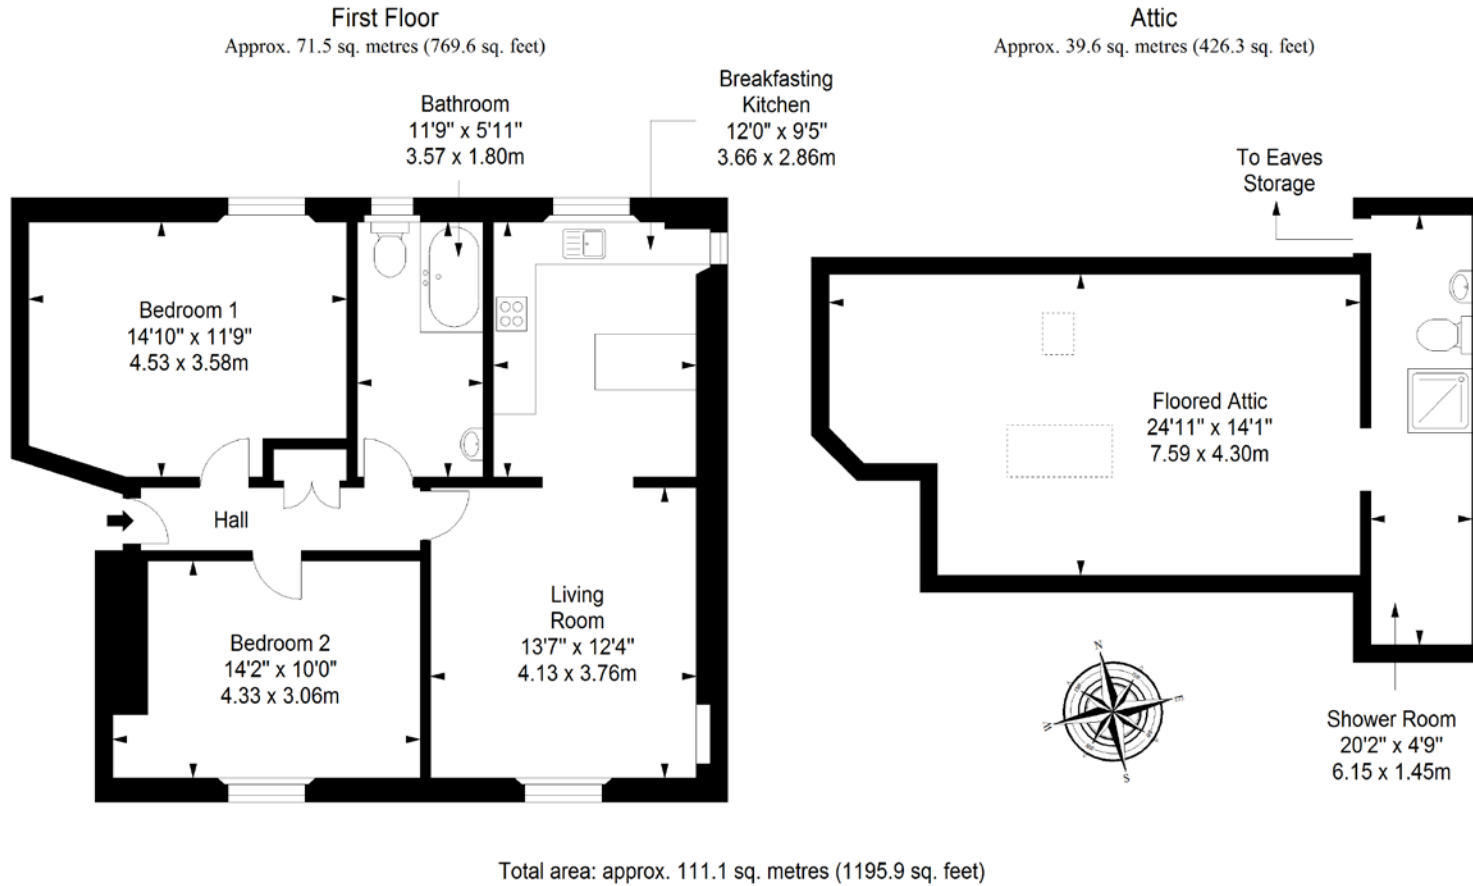 First Floor
Approx. 71.5 sq. metres (769.6 sq. feet)
Attic
Approx. 39.6 sq. metres (426.3 sq. feet)
Bathroom
11'9" x 5'11"
3.57 x 1.80m
Breakfasting
Kitchen
12'0" x 9'5"
3.66 x 2.86m
To Eaves
Storage
Bedroom 1
14'10" x 11'9"
4.53 x 3.58m
Floored Attic
24'11" x 14'1"
7.59 x 4.30m
Hall
Living
Room
13'7" x 12'4"
4.13 x 3.76m
Bedroom 2
14'2" x 10'0"
4.33 x 3.06m
N
E
W
S
Shower Room
20'2" x 4'9"
6.15 x 1.45m
Total area: approx. 111.1 sq. metres (1195.9 sq. feet)